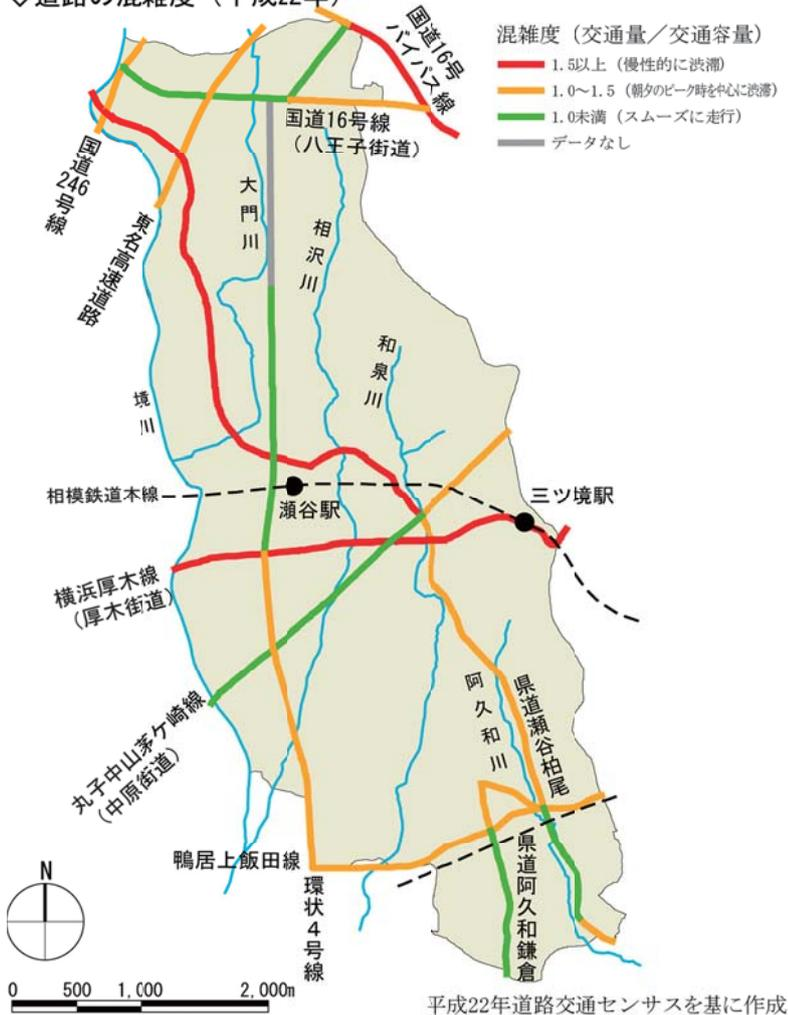 ◇道路の混雑度（平成22年）
混雑度（交通量／交通容量）
1.5以上（慢性的に渋滞）
1.0～1.5（朝夕のピーク時を中心に渋滞）
1.0未満（スムーズに走行）
データなし
国道16号
バイパス線
国道16号線
（八王子街道）
国道246号線
東名高速道路
大門川
相沢川
和泉川
境川
相模鉄道本線
瀬谷駅
三ツ境駅
横浜厚木線
（厚木街道）
丸子中山茅ケ崎線
（中原街道）
阿久和川
県道瀬谷柏尾
鴨居上飯田線
環状4号線
県道阿久和鎌倉
N
0 500 1,000 2,000m
平成22年道路交通センサスを基に作成